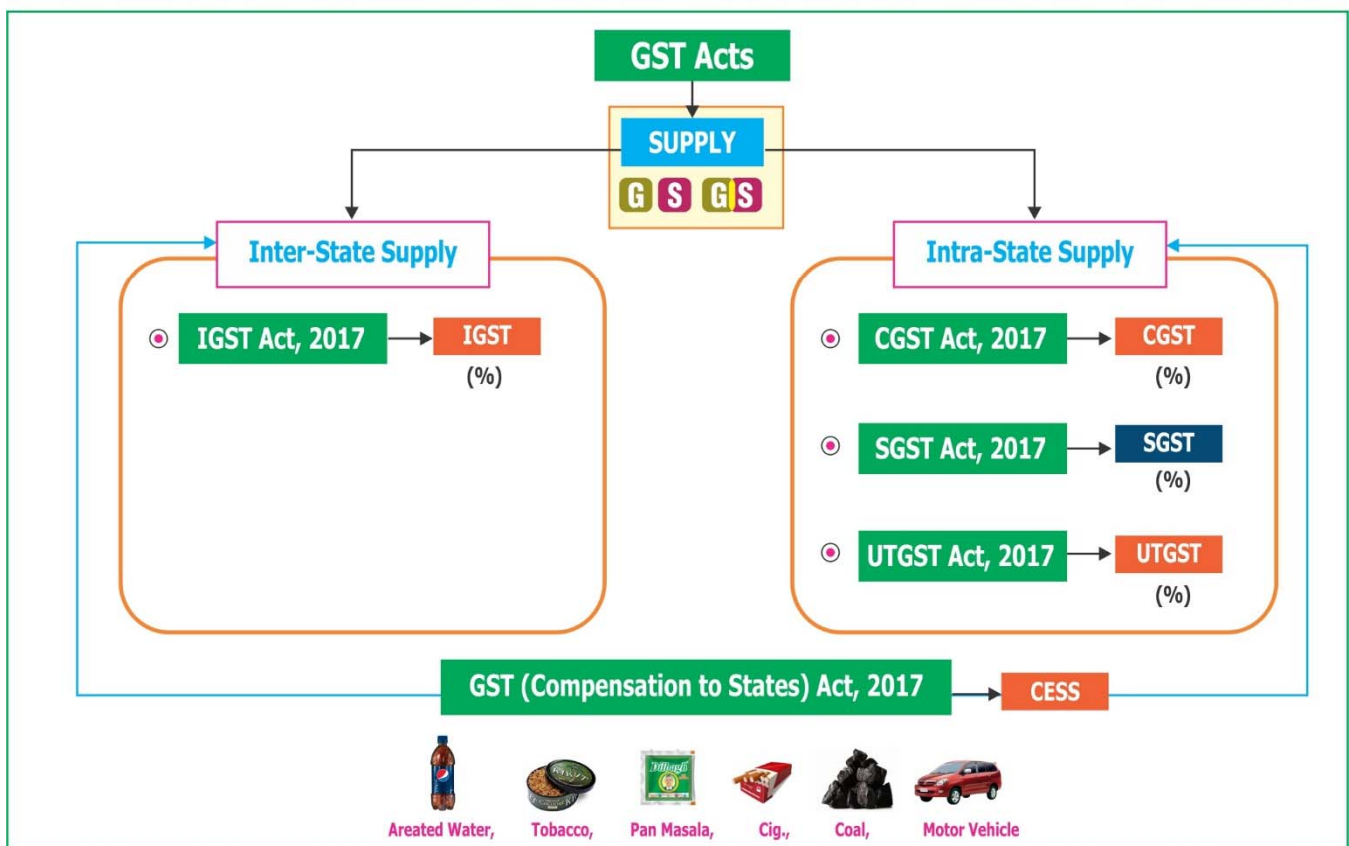 GST Acts
SUPPLY
G S G S
Inter-State Supply
Intra-State Supply
IGST Act, 2017
IGST
(%)
CGST Act, 2017
CGST
(%)
SGST Act, 2017
SGST
(%)
UTGST Act, 2017
UTGST
(%)
GST (Compensation to States) Act, 2017
CESS
Dilbagh
Areated Water, Tobacco, Pan Masala, Cig., Coal, Motor Vehicle